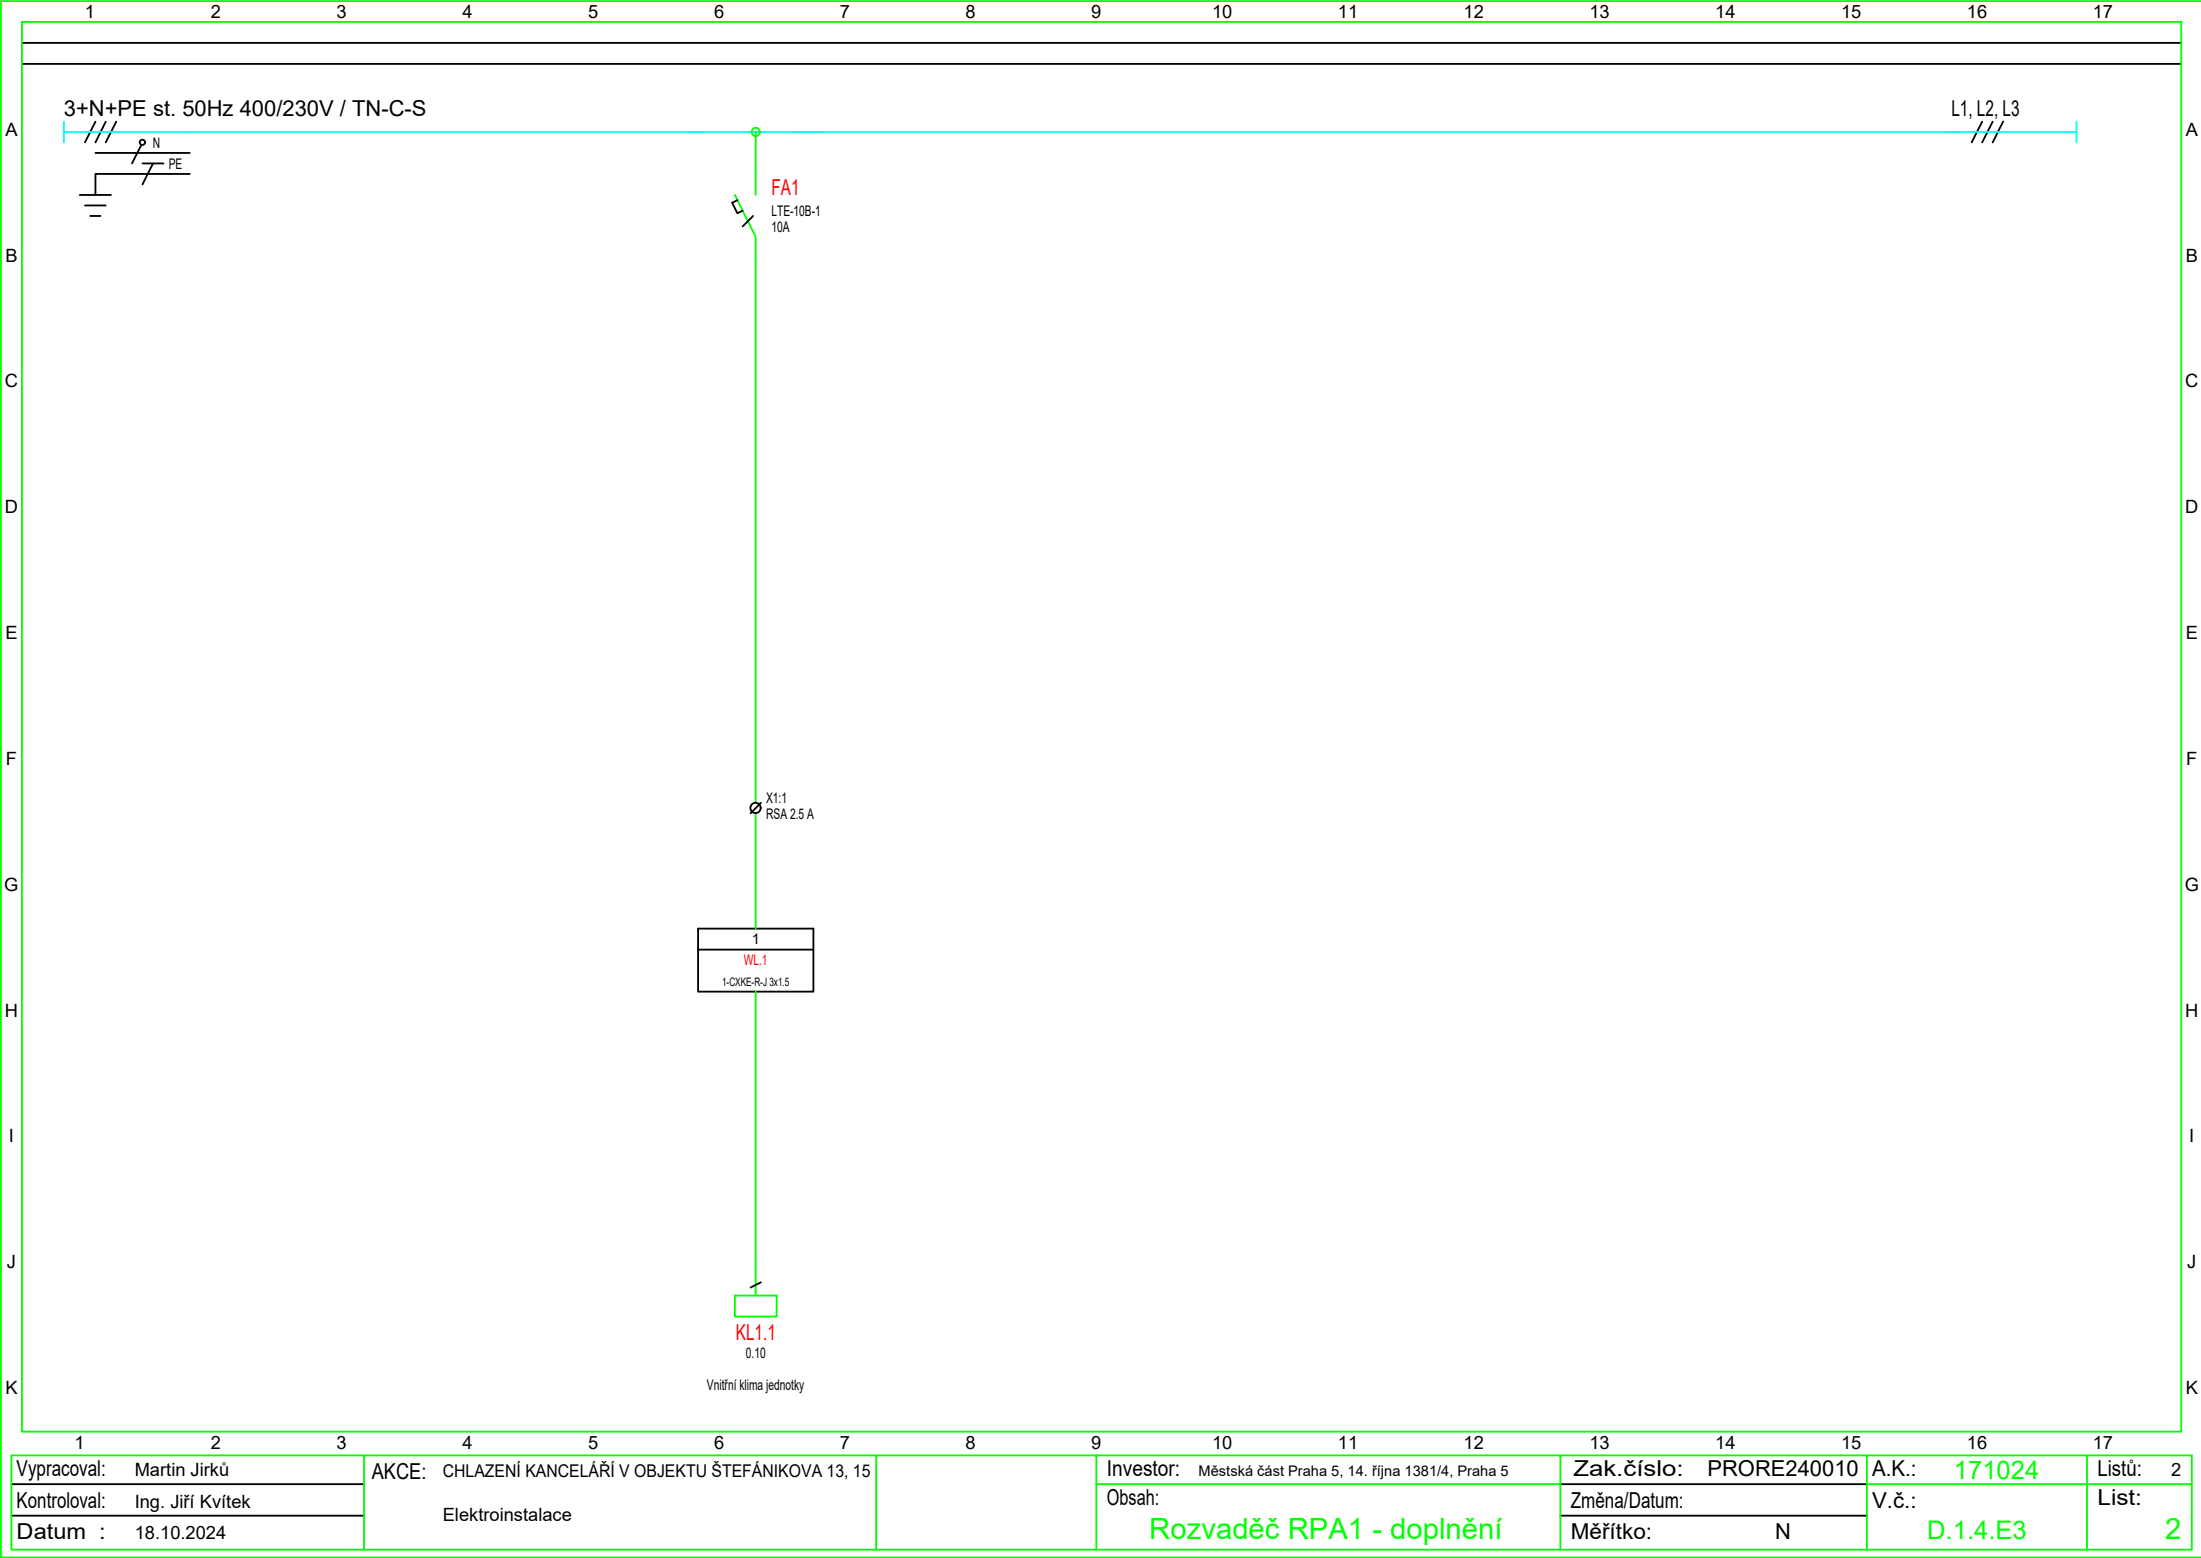 1 2 3 4 5 6 7 8 9 10 11 12 13 14 15 16 17
3+N+PE st. 50Hz 400/230V / TN-C-S
L1, L2, L3
A A
N
PE
FA1
LTE-10B-1
10A
B B
C C
D D
E E
F F
X1:1
RSA 2.5 A
G G
1
WL.1
1-CXKE-R-J 3x1.5
H H
I I
J J
KL1.1
0.10
Vnitřní klima jednotky
K K
1 2 3 4 5 6 7 8 9 10 11 12 13 14 15 16 17
Vypracoval: Martin Jirků
Kontroloval: Ing. Jiří Kvítek
Datum : 18.10.2024
AKCE: CHLAZENÍ KANCELÁŘÍ V OBJEKTU ŠTEFÁNIKOVA 13, 15
Elektroinstalace
Investor: Městská část Praha 5, 14. října 1381/4, Praha 5
Obsah:
Rozvaděč RPA1 - doplnění
Zak.číslo: PRORE240010
Změna/Datum:
Měřítko: N
A.K.: 171024
V.č.:
D.1.4.E3
Listů: 2
List:
2